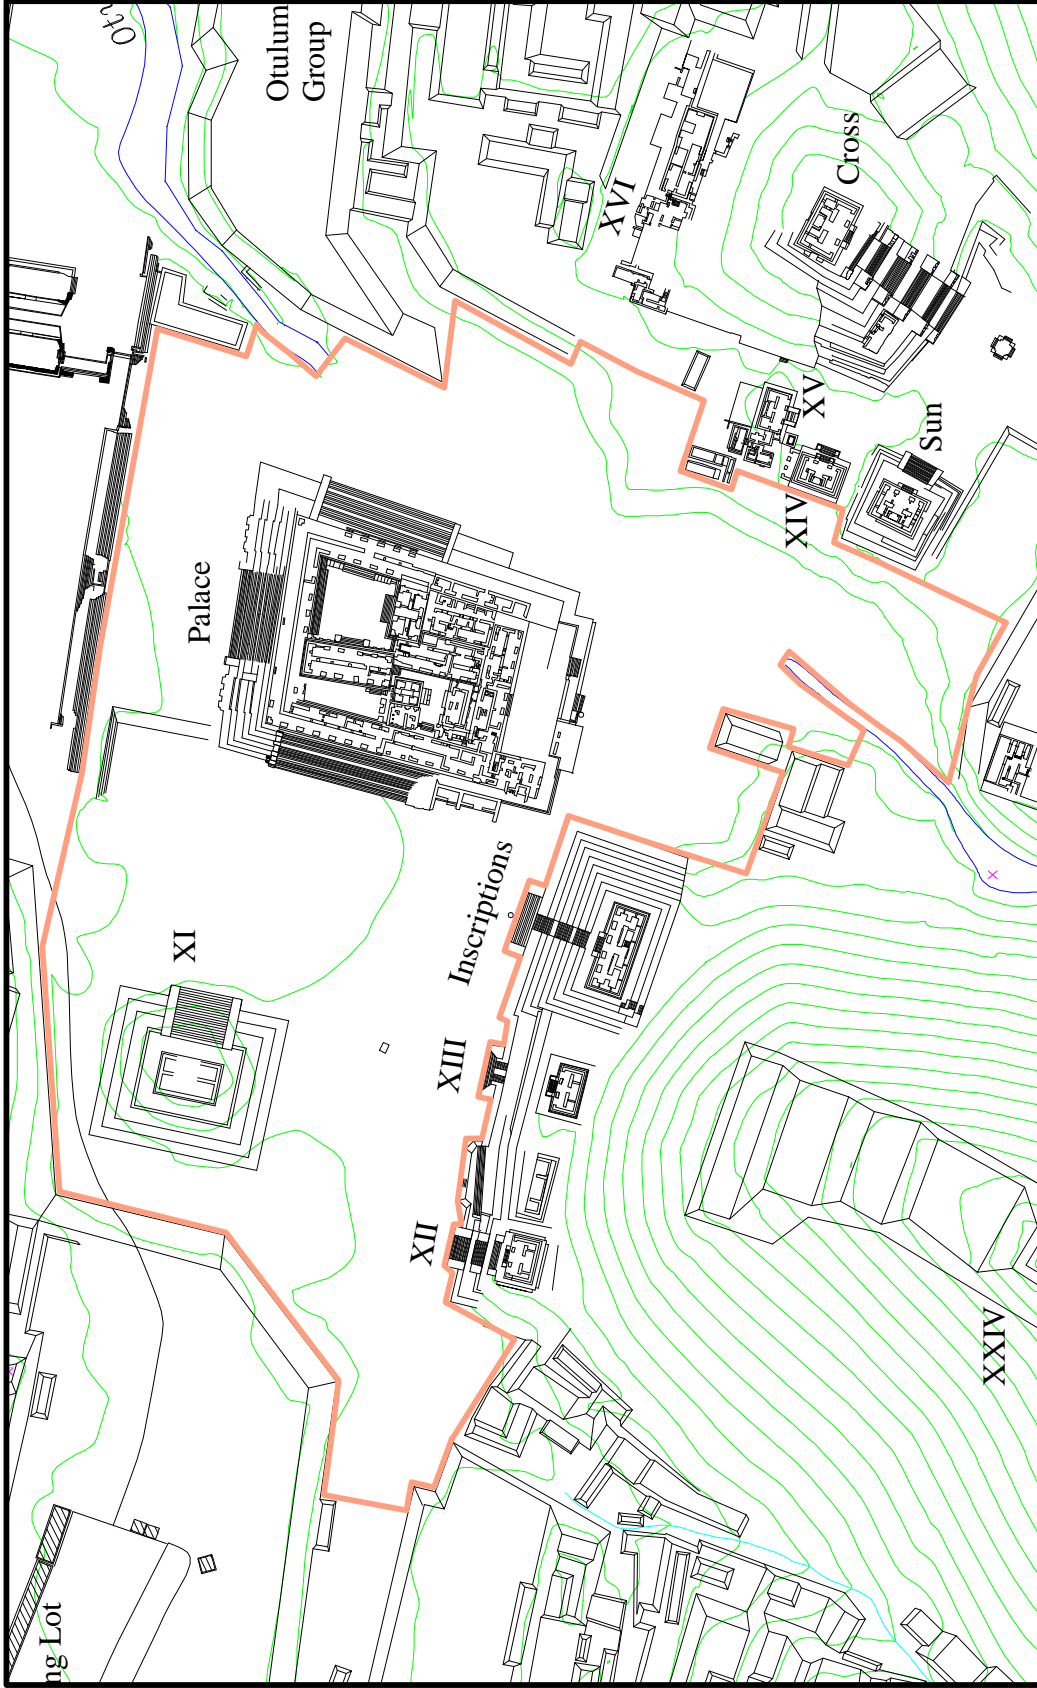 Otulum
Group
XVI
Cross
Palace
XV
Sun
XIV
XI
Inscriptions
XIII
XII
XXIV
ng Lot